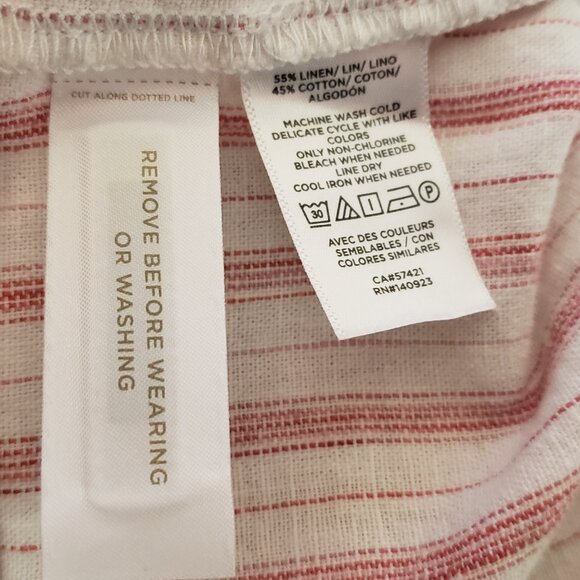 CUT ALONG DOTTED LINE
REMOVE BEFORE WEARING
OR WASHING
55% LINEN/ LIN/ LINO
45% COTTON/ COTON/
ALGODÓN
MACHINE WASH COLD
DELICATE CYCLE WITH LIKE
COLORS
ONLY NON-CHLORINE
BLEACH WHEN NEEDED
LINE DRY
COOL IRON WHEN NEEDED
30 P
AVEC DES COULEURS
SEMBLABLES / CON
COLORES SIMILARES
CA#57421
RN#140923